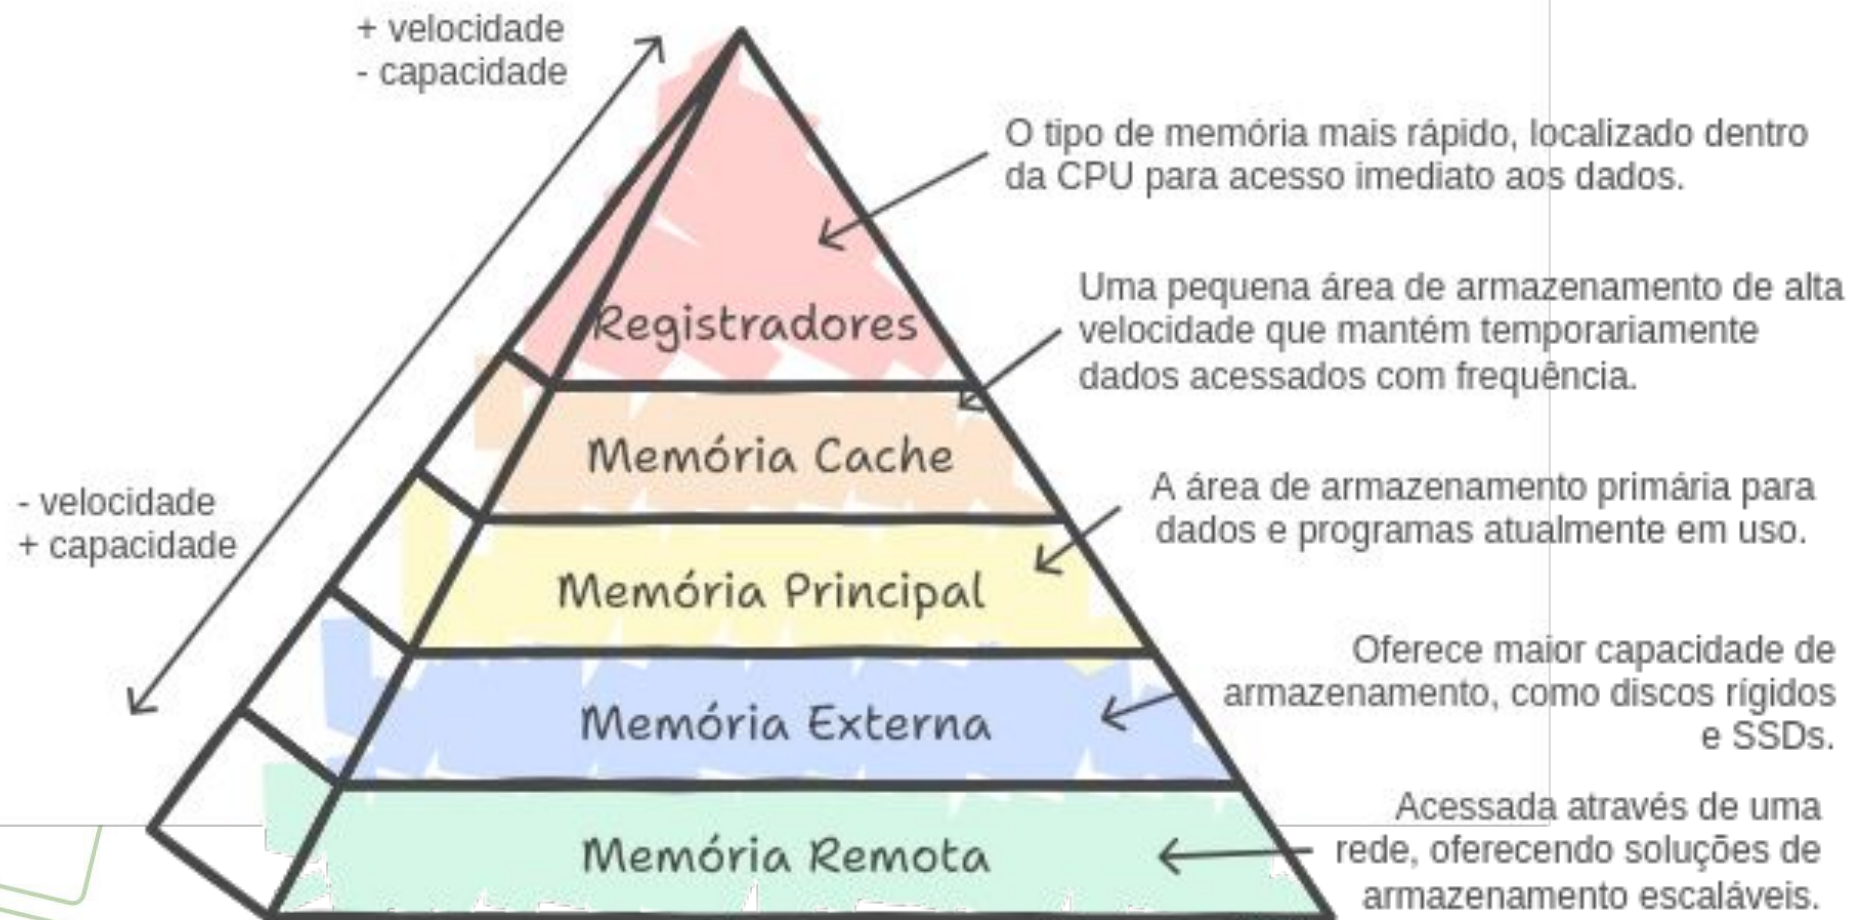 + velocidade
- capacidade
O tipo de memória mais rápido, localizado dentro
da CPU para acesso imediato aos dados.
Uma pequena área de armazenamento de alta
velocidade que mantém temporariamente
dados acessados com frequência.
Registradores
Memória Cache
- velocidade
+ capacidade
A área de armazenamento primária para
dados e programas atualmente em uso.
Memória Principal
Oferece maior capacidade de
armazenamento, como discos rígidos
e SSDs.
Memória Externa
Acessada através de uma
rede, oferecendo soluções de
armazenamento escaláveis.
Memória Remota